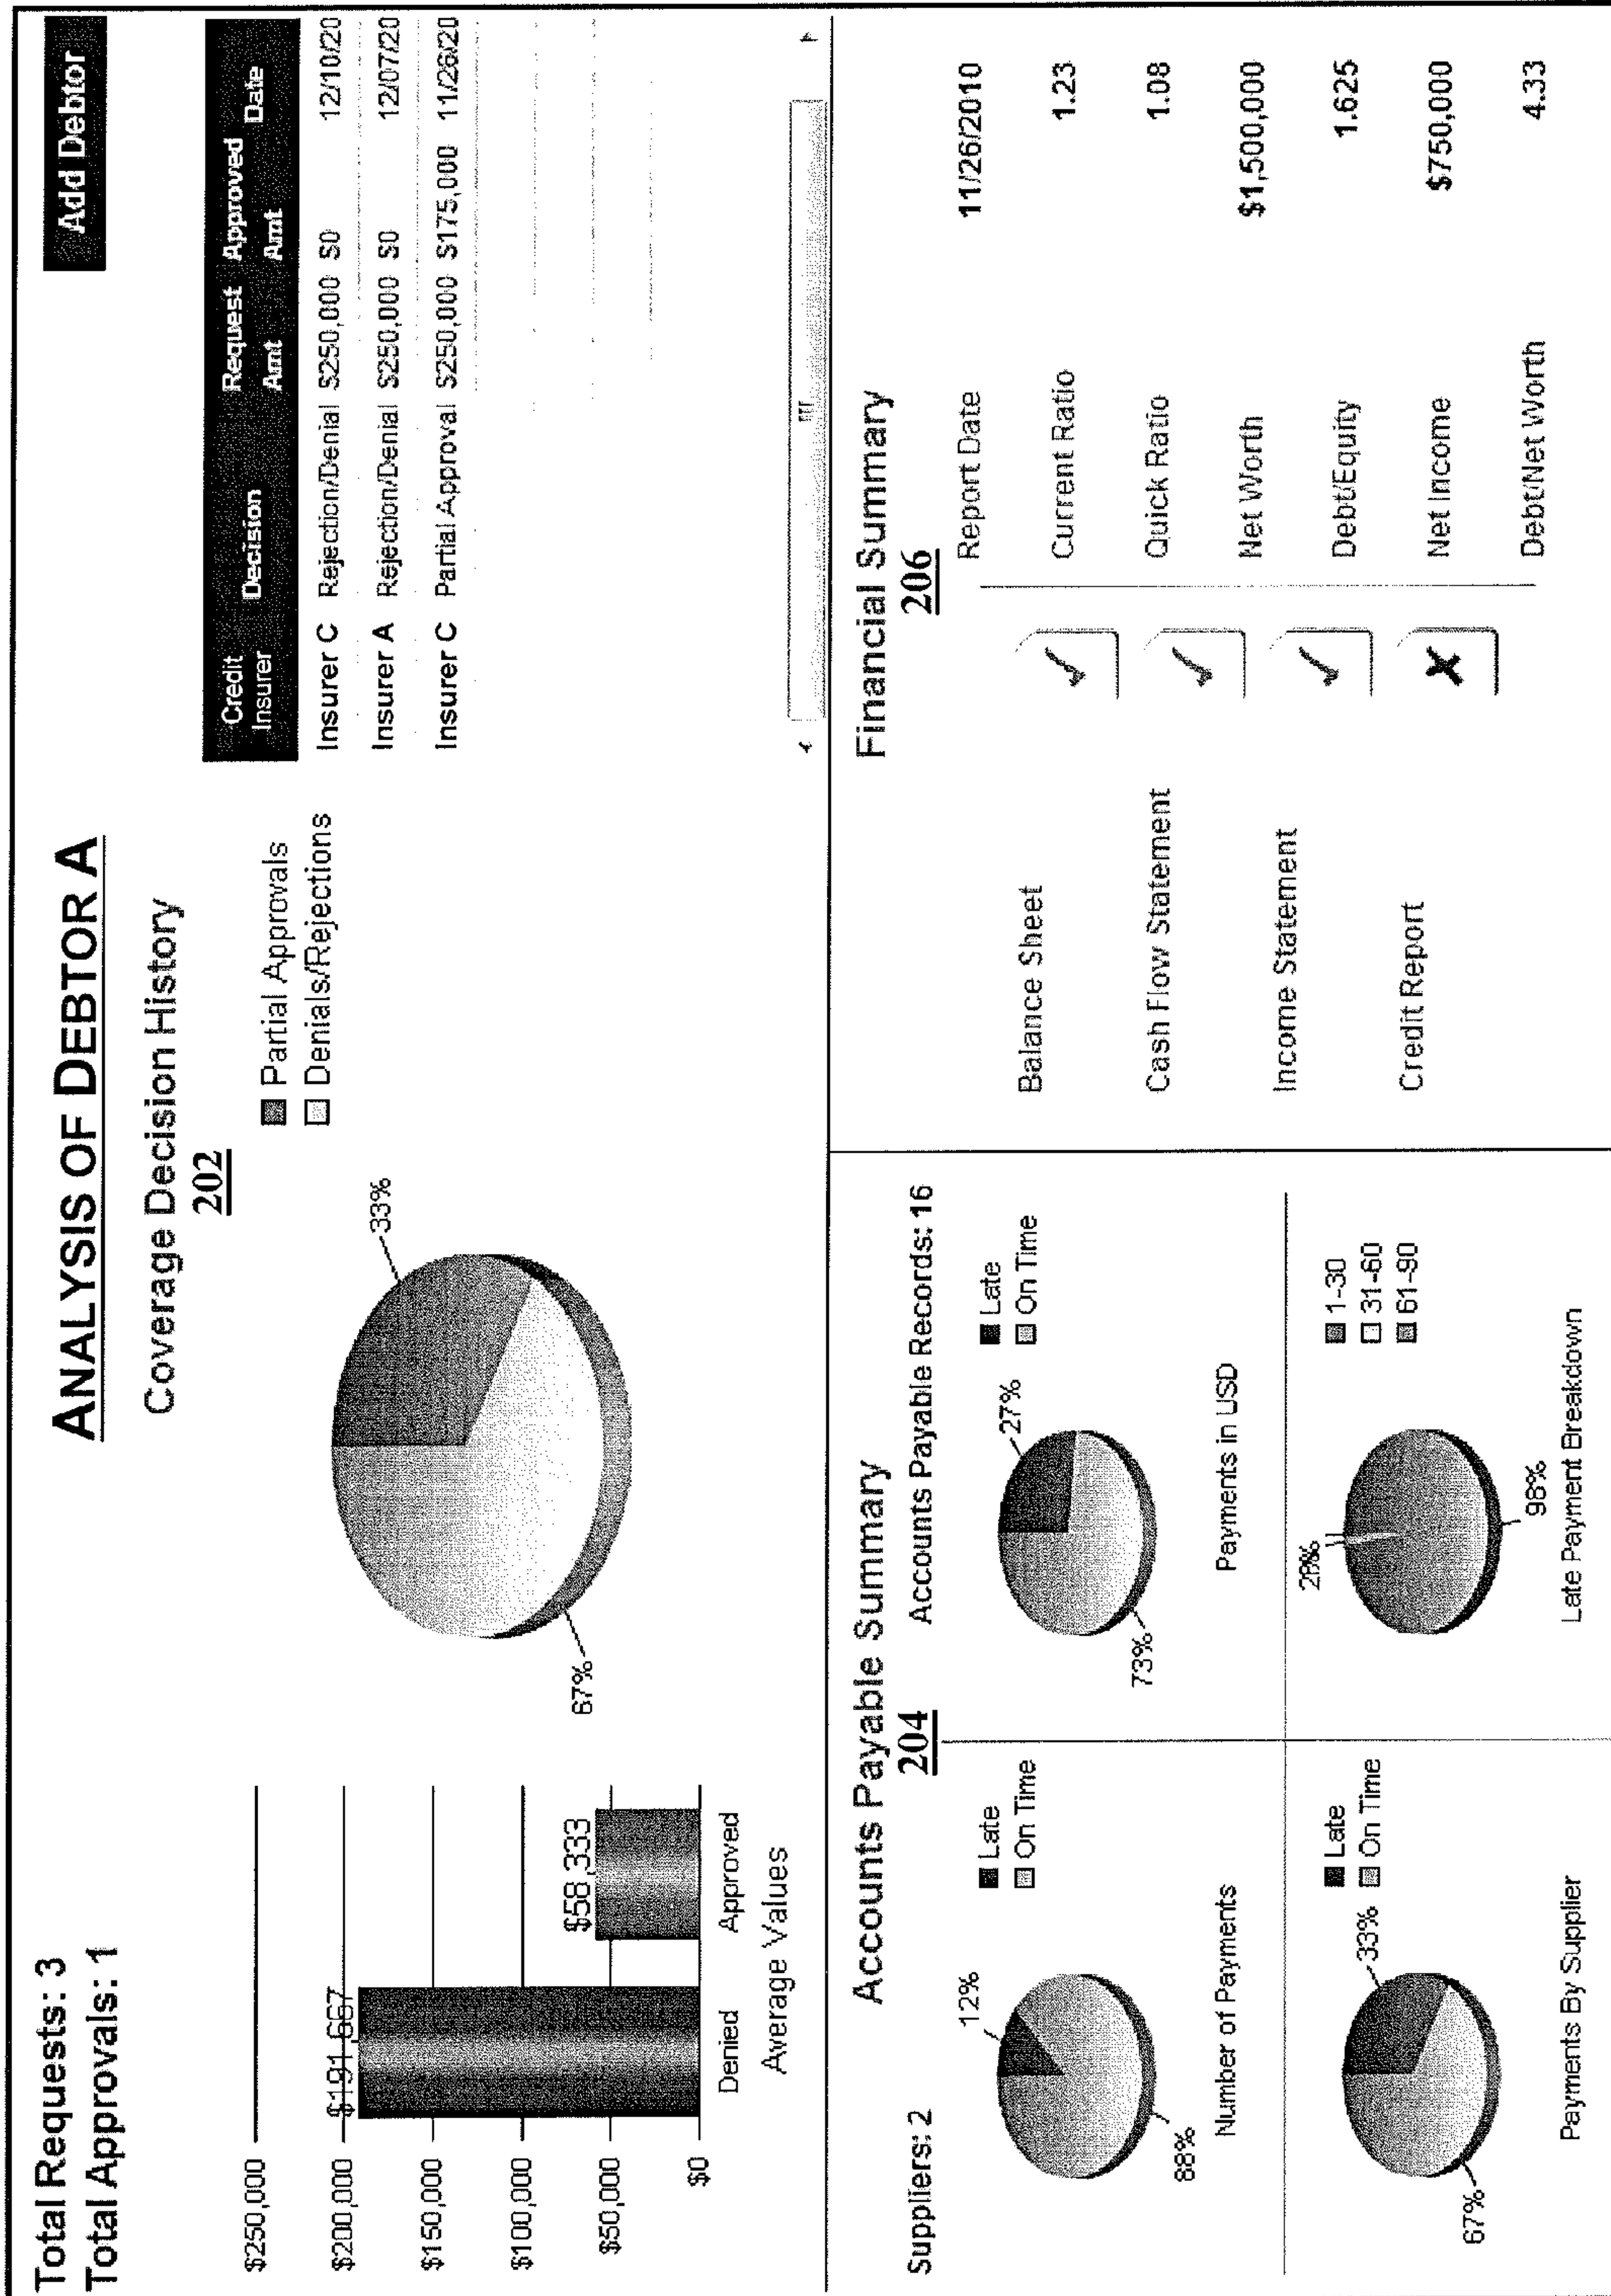 Total Requests: 3
Total Approvals: 1
ANALYSIS OF DEBTOR A
Add Debtor
Coverage Decision History
202
$250,000
$200,000
$150,000
$100,000
$50,000
$0
$191,667
$58,333
Denied
Approved
Average Values
33%
67%
Partial Approvals
Denials/Rejections
Credit Insurer Decision Request Amt Approved Amt Date
Insurer C Rejection/Denial $250,000 $0 12/10/20
Insurer A Rejection/Denial $250,000 $0 12/07/20
Insurer C Partial Approval $250,000 $175,000 11/26/20
Accounts Payable Summary
204
Suppliers: 2
Accounts Payable Records: 16
12%
88%
Late
On Time
Number of Payments
27%
73%
Late
On Time
Payments in USD
33%
67%
Late
On Time
Payments By Supplier
98%
1-30
31-60
61-90
Late Payment Breakdown
Financial Summary
206
Balance Sheet
Cash Flow Statement
Income Statement
Credit Report
Report Date 11/26/2010
Current Ratio 1.23
Quick Ratio 1.08
Net Worth $1,500,000
Debt/Equity 1.625
Net Income $750,000
Debt/Net Worth 4.33